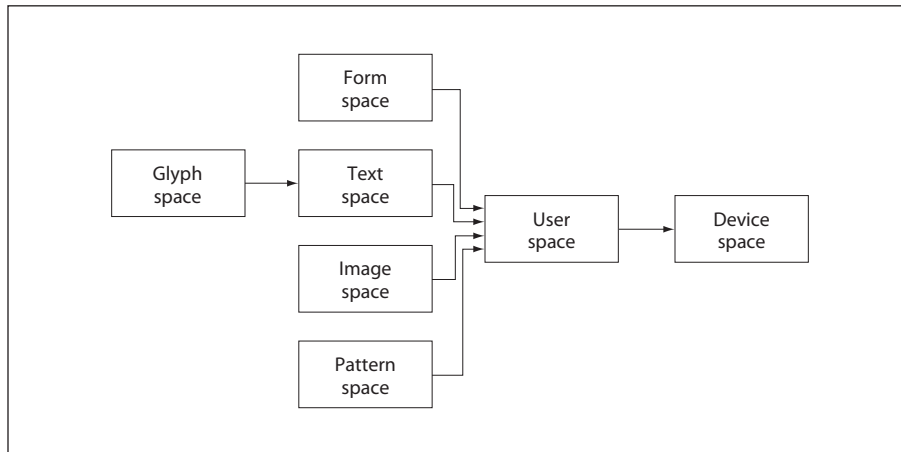 Form
space
Glyph
space
Text
space
User
space
Device
space
Image
space
Pattern
space